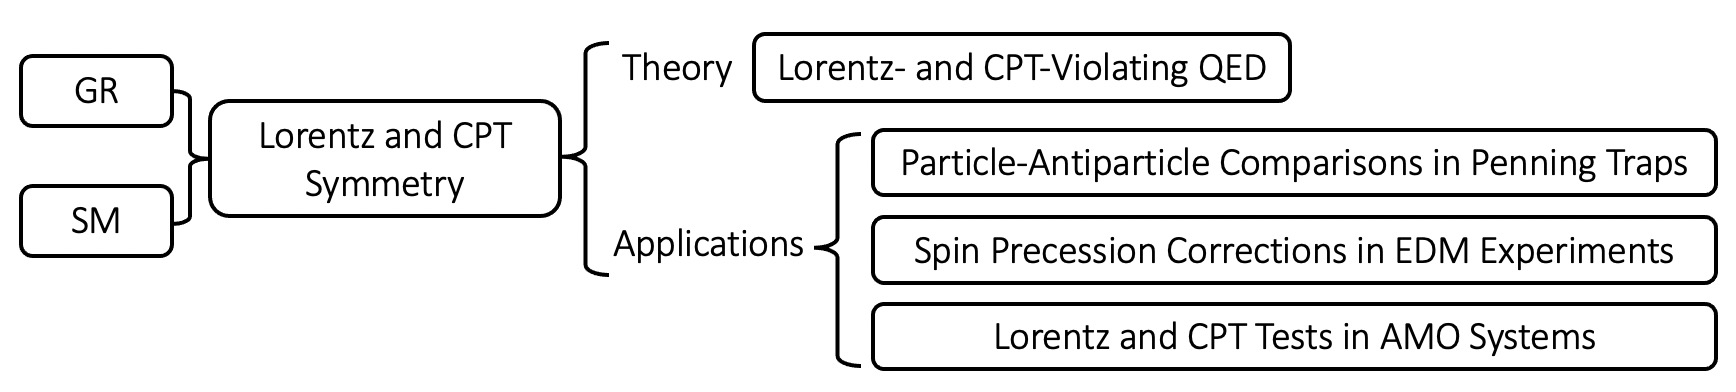 GR
SM
Lorentz and CPT
Symmetry
Theory
Lorentz- and CPT-Violating QED
Applications
Particle-Antiparticle Comparisons in Penning Traps
Spin Precession Corrections in EDM Experiments
Lorentz and CPT Tests in AMO Systems